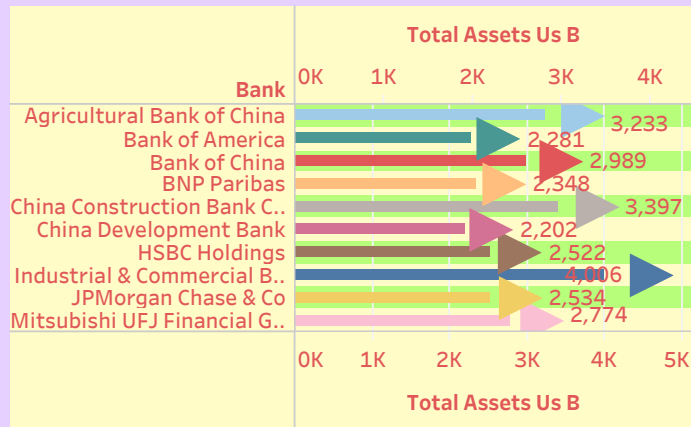 Total Assets Us B
Bank 0K 1K 2K 3K 4K
Agricultural Bank of China 3,233
Bank of America 2,281
Bank of China 2,989
BNP Paribas 2,348
China Construction Bank C.. 3,397
China Development Bank 2,202
HSBC Holdings 2,522
Industrial & Commercial B.. 4,006
JPMorgan Chase & Co 2,534
Mitsubishi UFJ Financial G.. 2,774
0K 1K 2K 3K 4K 5K
Total Assets Us B